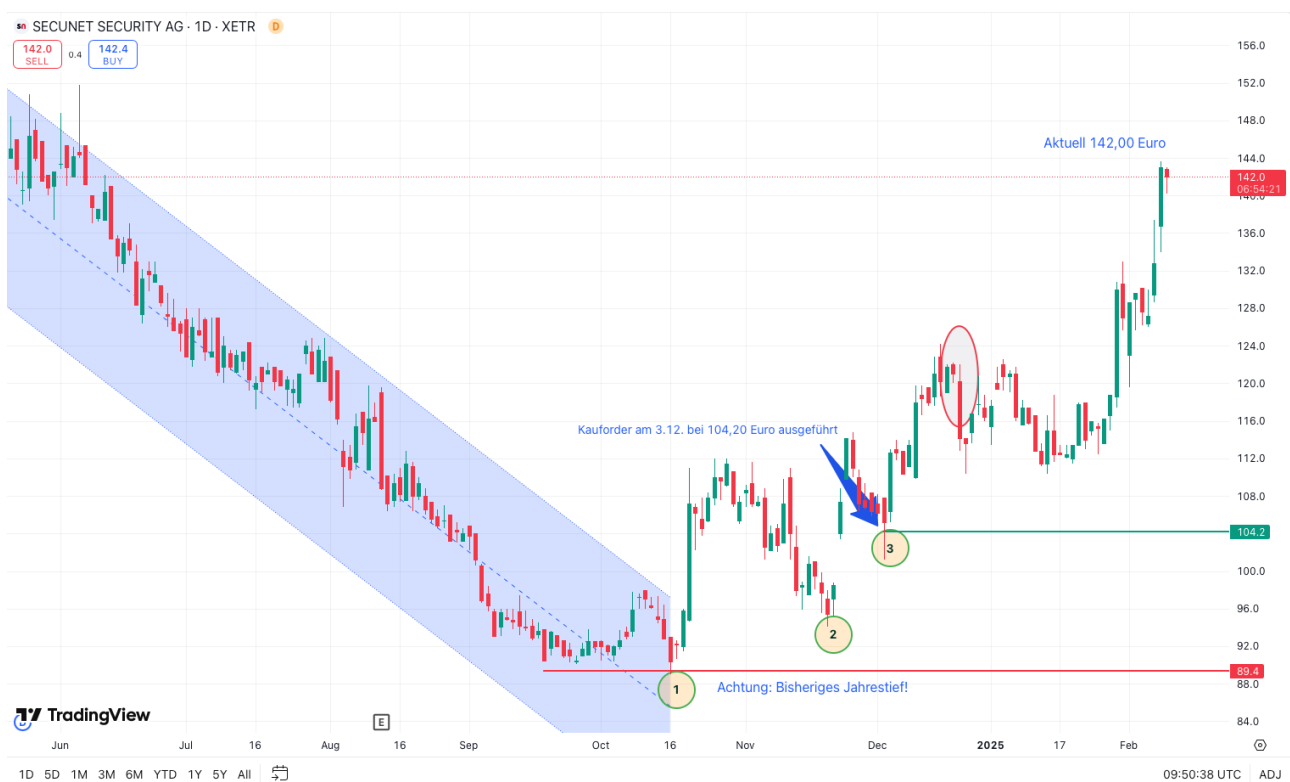 SECUNET SECURITY AG · 1D · XETR D
142.0 0.4 142.4
SELL BUY
156.0
152.0
148.0
Aktuell 142,00 Euro
144.0
142.0
06:54:21
140.0
136.0
132.0
128.0
124.0
120.0
116.0
Kauforder am 3.12. bei 104,20 Euro ausgeführt
112.0
108.0
104.2
3
100.0
96.0
2
92.0
89.4
Achtung: Bisheriges Jahrestief!
1
88.0
TradingView
E
84.0
Jun Jul 16 Aug 16 Sep Oct 16 Nov Dec 2025 17 Feb
1D 5D 1M 3M 6M YTD 1Y 5Y All 09:50:38 UTC ADJ